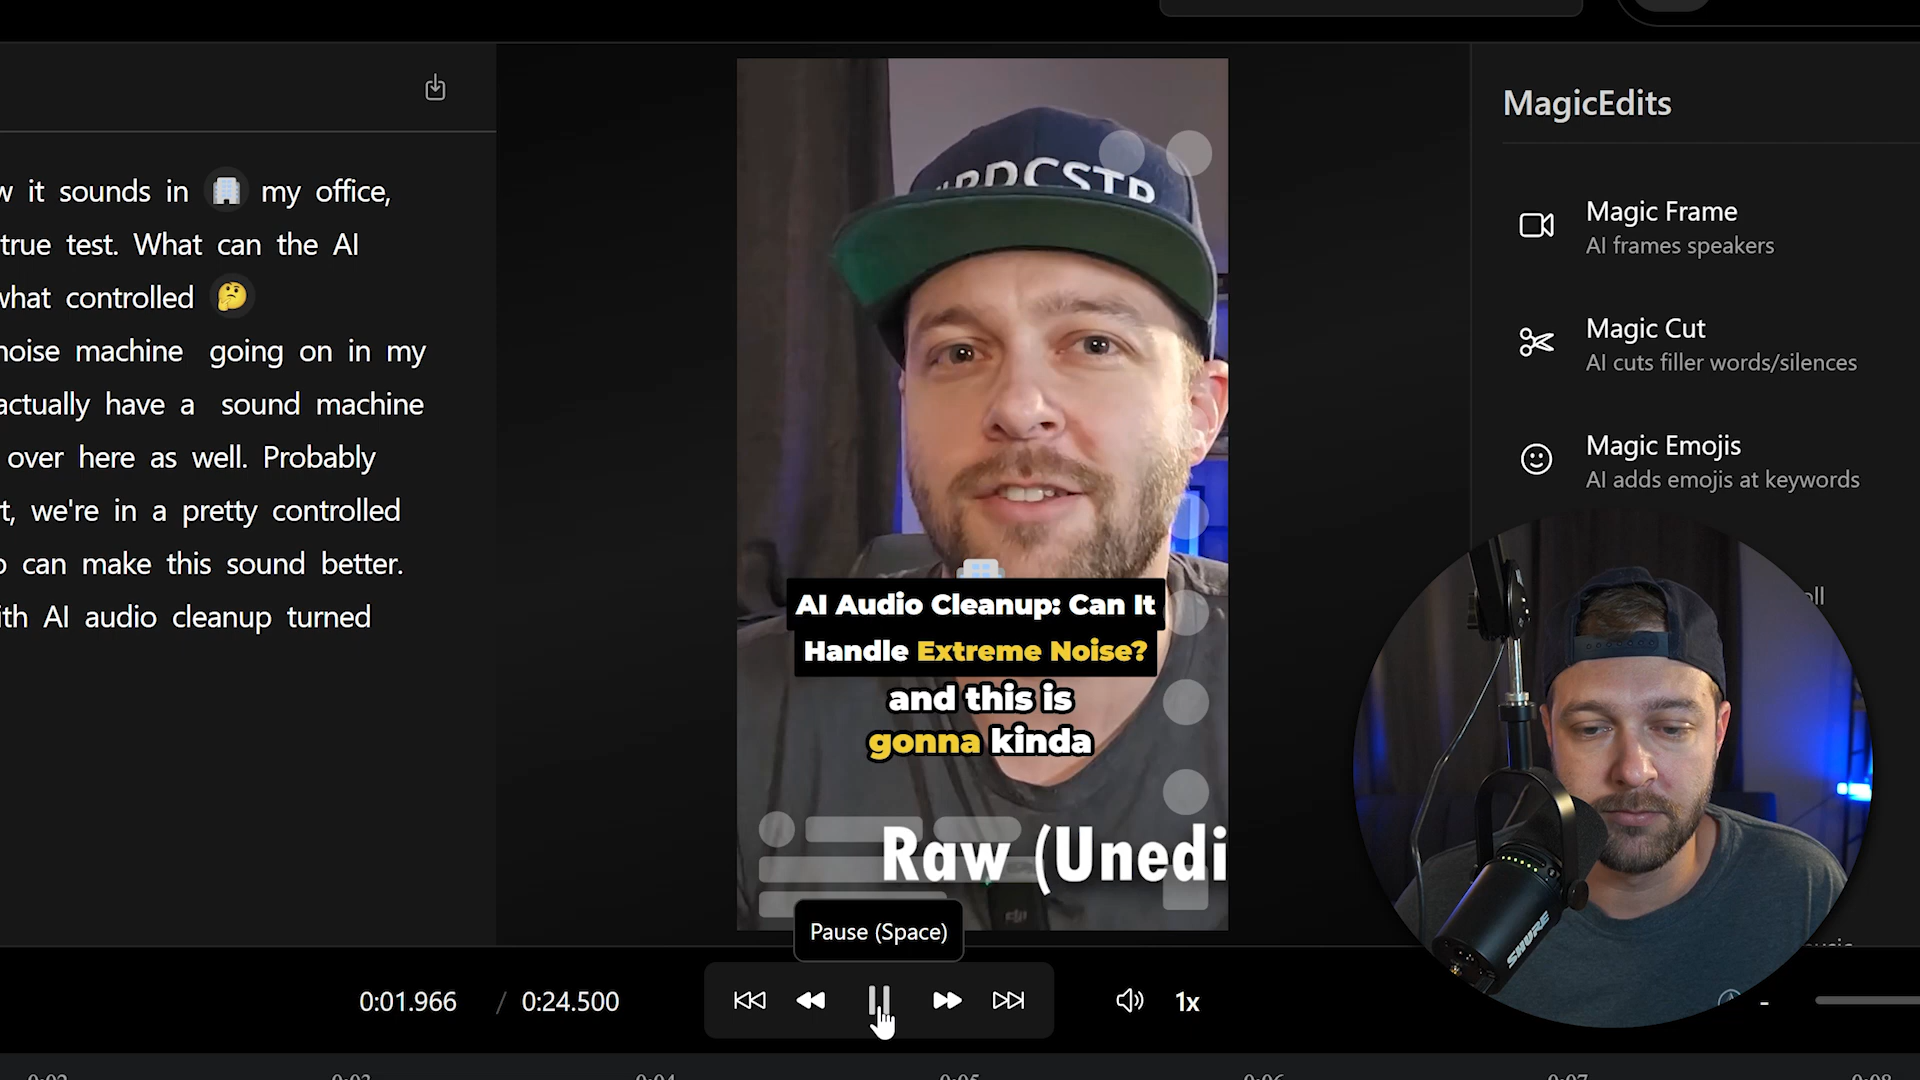 MagicEdits
w it sounds in 🏢 my office,
true test. What can the AI
what controlled 🤔
noise machine going on in my
actually have a sound machine
over here as well. Probably
t, we're in a pretty controlled
o can make this sound better.
ith AI audio cleanup turned
AI Audio Cleanup: Can It
Handle Extreme Noise?
and this is
gonna kinda
Raw (Unedi
Pause (Space)
Magic Frame
AI frames speakers
Magic Cut
AI cuts filler words/silences
Magic Emojis
AI adds emojis at keywords
SHURE
0:01.966 / 0:24.500
1x
-